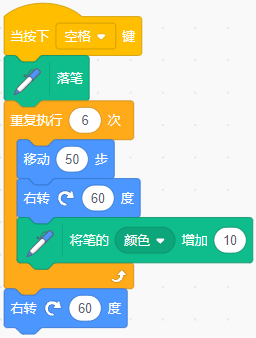 当按下 空格 键
落笔
重复执行 6 次
移动 50 步
右转 60 度
将笔的 颜色 增加 10
右转 60 度